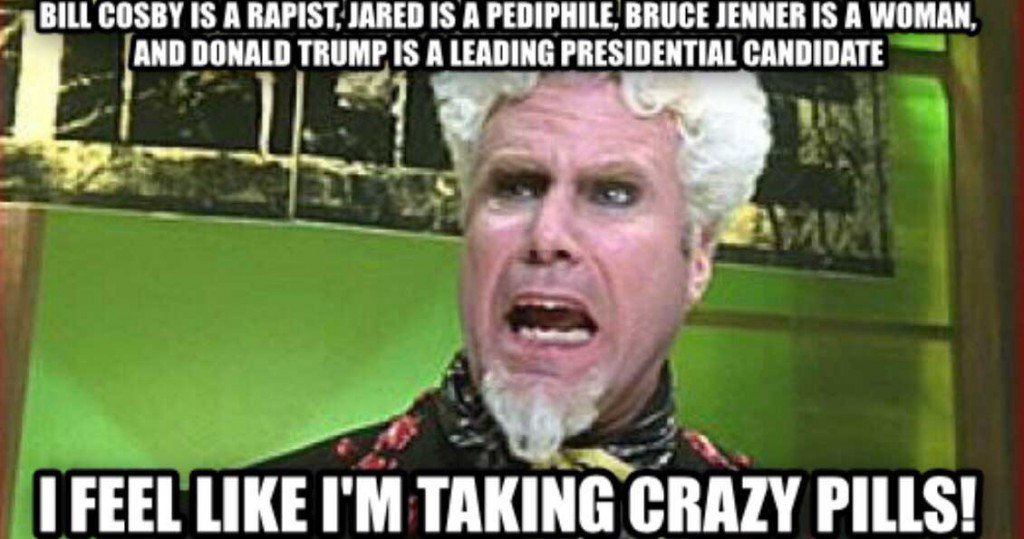 BILL COSBY IS A RAPIST, JARED IS A PEDIPHILE, BRUCE JENNER IS A WOMAN,
AND DONALD TRUMP IS A LEADING PRESIDENTIAL CANDIDATE
I FEEL LIKE I'M TAKING CRAZY PILLS!